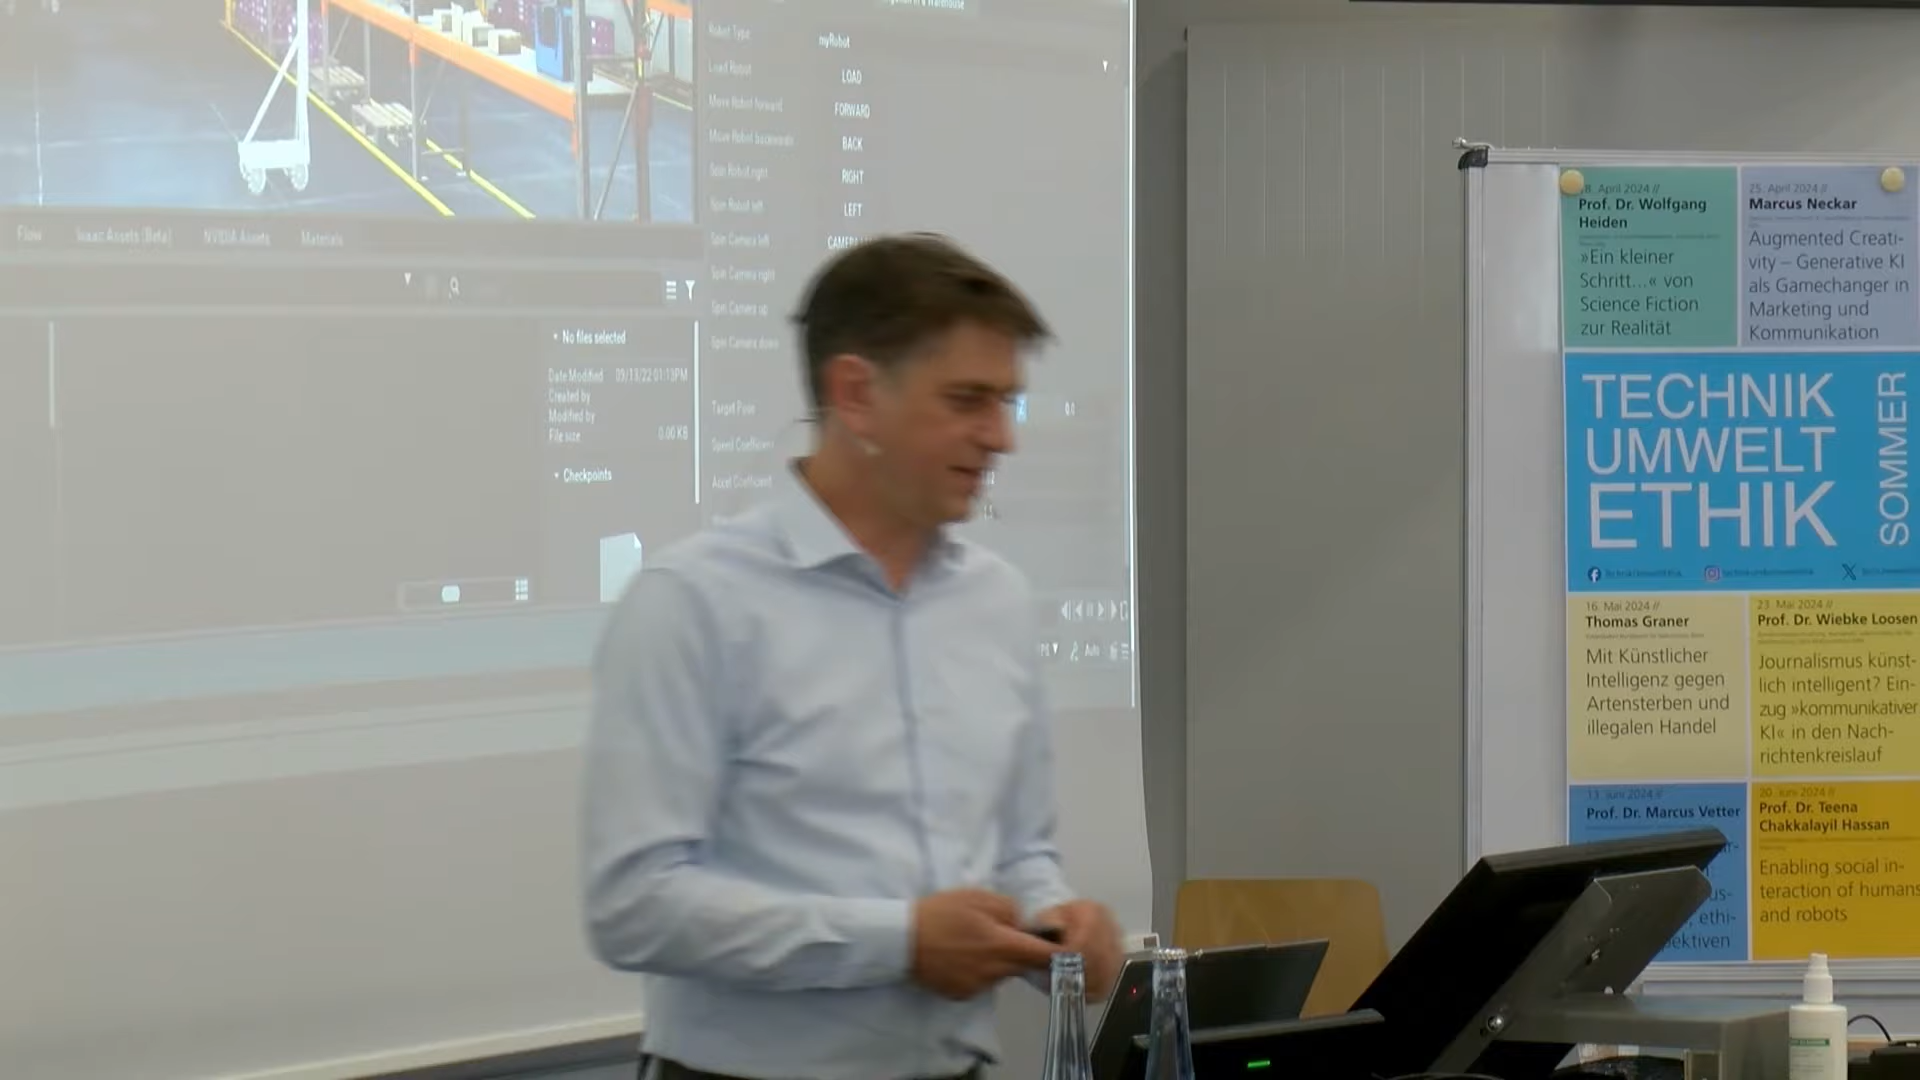 Robot Type
myRobot
Load Robot
LOAD
Move Robot forward
FORWARD
Move Robot backwards
BACK
Spin Robot right
RIGHT
Spin Robot left
LEFT
Spin Camera left
Spin Camera right
Spin Camera up
Spin Camera down
Target Pose
Speed Coefficient
Accel Coefficient
Flow
Isaac Assets (Beta)
NVIDIA Assets
Materials
No files selected
Date Modified 09/13/22 01:13PM
Created by
Modified by
File size 0.00 KB
Checkpoints
Auto
8. April 2024 //
Prof. Dr. Wolfgang
Heiden
»Ein kleiner
Schritt...« von
Science Fiction
zur Realität
25. April 2024 //
Marcus Neckar
Augmented Creati-
vity – Generative KI
als Gamechanger in
Marketing und
Kommunikation
TECHNIK
UMWELT
ETHIK
SOMMER
16. Mai 2024 //
Thomas Graner
Mit Künstlicher
Intelligenz gegen
Artensterben und
illegalen Handel
23. Mai 2024 //
Prof. Dr. Wiebke Loosen
Journalismus künst-
lich intelligent? Ein-
zug »kommunikativer
KI« in den Nach-
richtenkreislauf
13. Juni 2024 //
Prof. Dr. Marcus Vetter
us-
, ethi-
ektiven
20. Juni 2024 //
Prof. Dr. Teena
Chakkalayil Hassan
Enabling social in-
teraction of humans
and robots